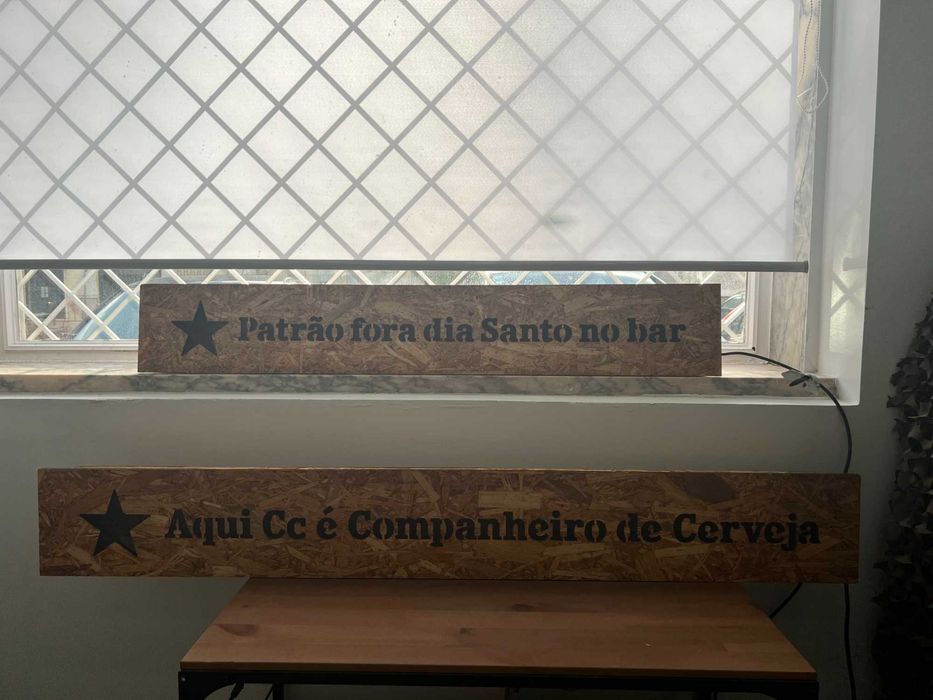 Patrão fora dia Santo no bar
Aqui Cc é Companheiro de Cerveja